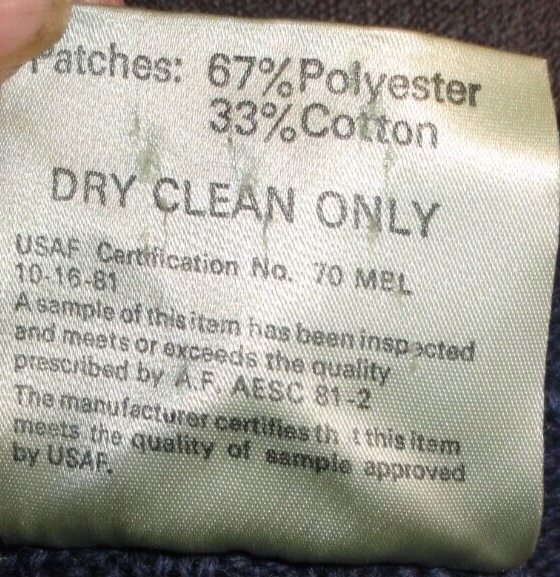 Patches: 67%Polyester
33%Cotton
DRY CLEAN ONLY
USAF Certification No. 70 MEL
10-16-81
A sample of this item has been inspected
and meets or exceeds the quality
prescribed by A.F. AESC 81-2
The manufacturer certifies th t this item
meets the quality of sample approved
by USAF.